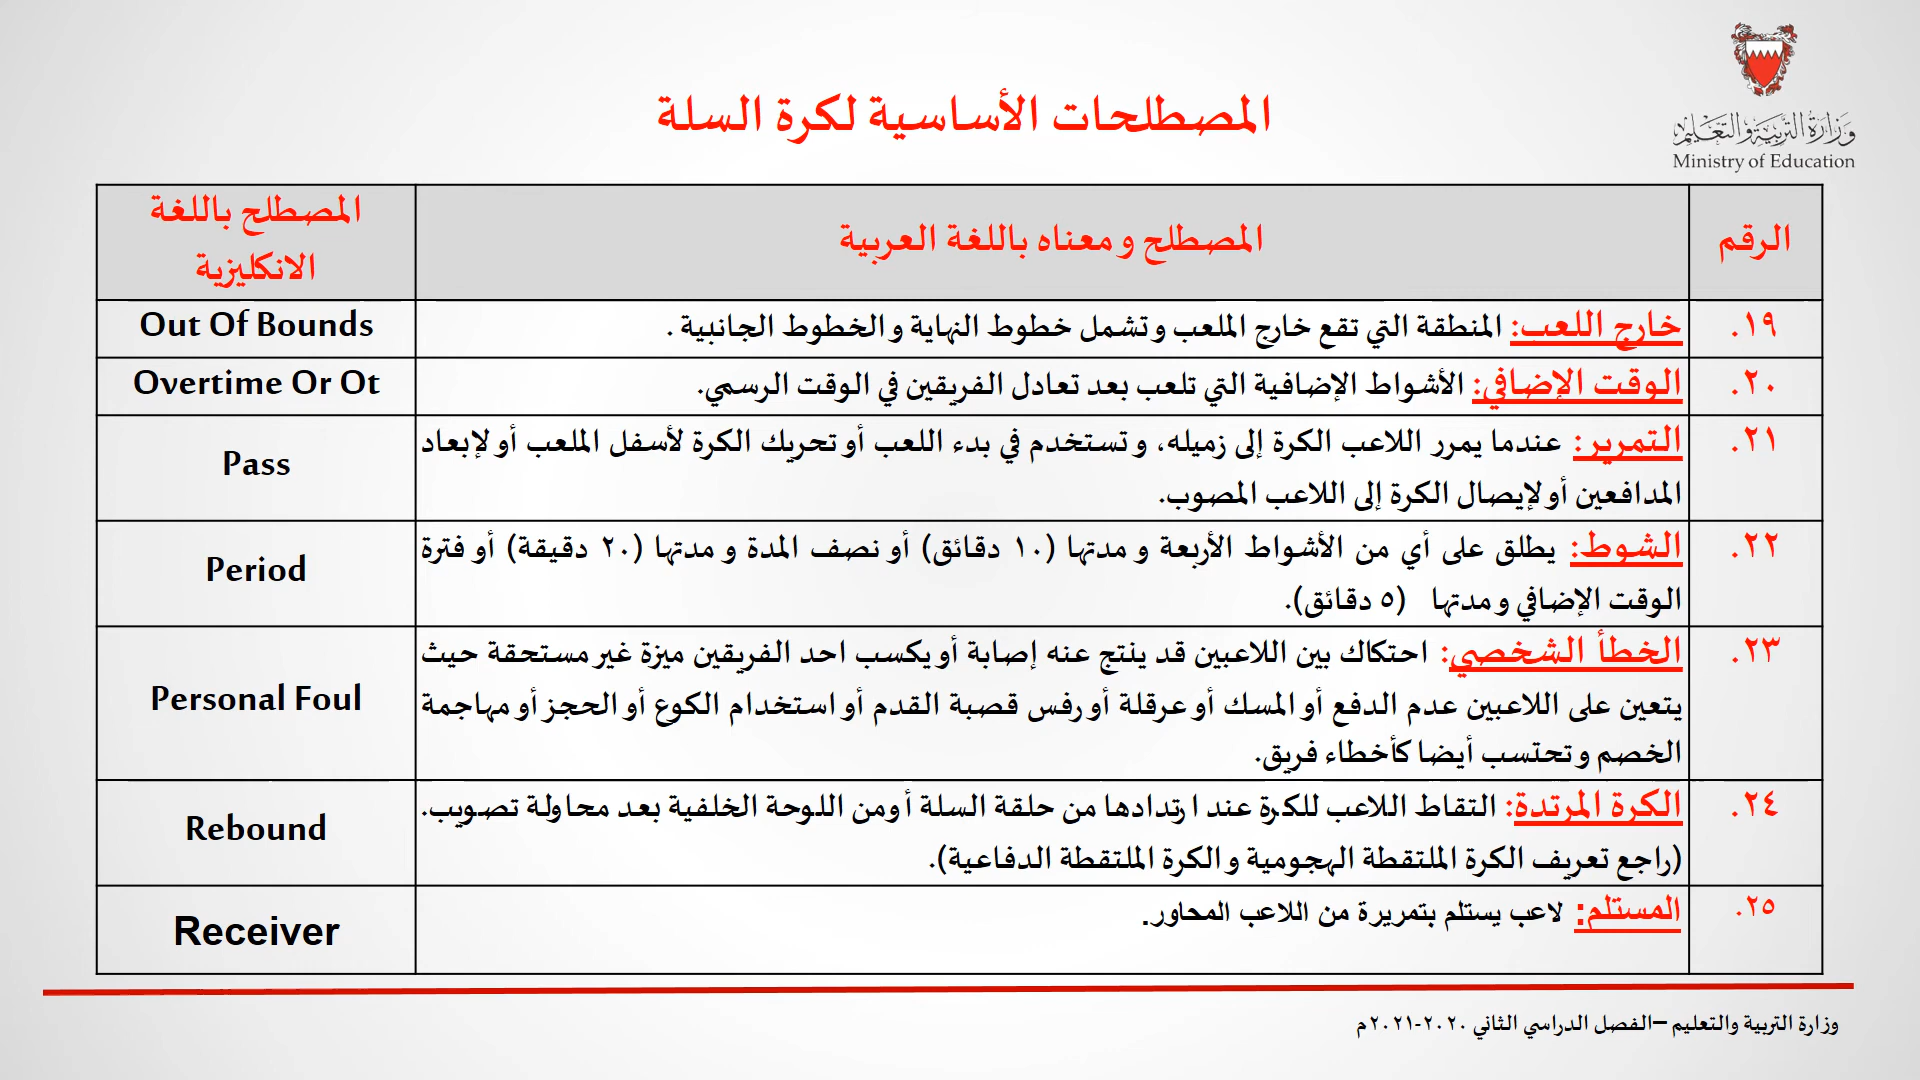 وزارة التربية والتعليم
Ministry of Education
المصطلحات الأساسية لكرة السلة
الرقم
المصطلح ومعناه باللغة العربية
المصطلح باللغة
الانكليزية
١٩.
خارج اللعب: المنطقة التي تقع خارج الملعب وتشمل خطوط النهاية والخطوط الجانبية .
Out Of Bounds
٢٠.
الوقت الإضافي: الأشواط الإضافية التي تلعب بعد تعادل الفريقين في الوقت الرسمي.
Overtime Or Ot
٢١.
التمرير: عندما يمرر اللاعب الكرة إلى زميله، وتستخدم في بدء اللعب أو تحريك الكرة لأسفل الملعب أو لإبعاد
المدافعين أو لإيصال الكرة إلى اللاعب المصوب.
Pass
٢٢.
الشوط: يطلق على أي من الأشواط الأربعة ومدتها (١٠ دقائق) أو نصف المدة ومدتها (٢٠ دقيقة) أو فترة
الوقت الإضافي ومدتها (٥ دقائق).
Period
٢٣.
الخطأ الشخصي: احتكاك بين اللاعبين قد ينتج عنه إصابة أو يكسب احد الفريقين ميزة غير مستحقة حيث
يتعين على اللاعبين عدم الدفع أو المسك أو عرقلة أو رفس قصبة القدم أو استخدام الكوع أو الحجز أو مهاجمة
الخصم وتحتسب أيضا كأخطاء فريق.
Personal Foul
٢٤.
الكرة المرتدة: التقاط اللاعب للكرة عند ارتدادها من حلقة السلة أو من اللوحة الخلفية بعد محاولة تصويب.
(راجع تعريف الكرة الملتقطة الهجومية والكرة الملتقطة الدفاعية).
Rebound
٢٥.
المستلم: لاعب يستلم بتمريرة من اللاعب المحاور.
Receiver
وزارة التربية والتعليم –الفصل الدراسي الثاني ٢٠٢٠-٢٠٢١م